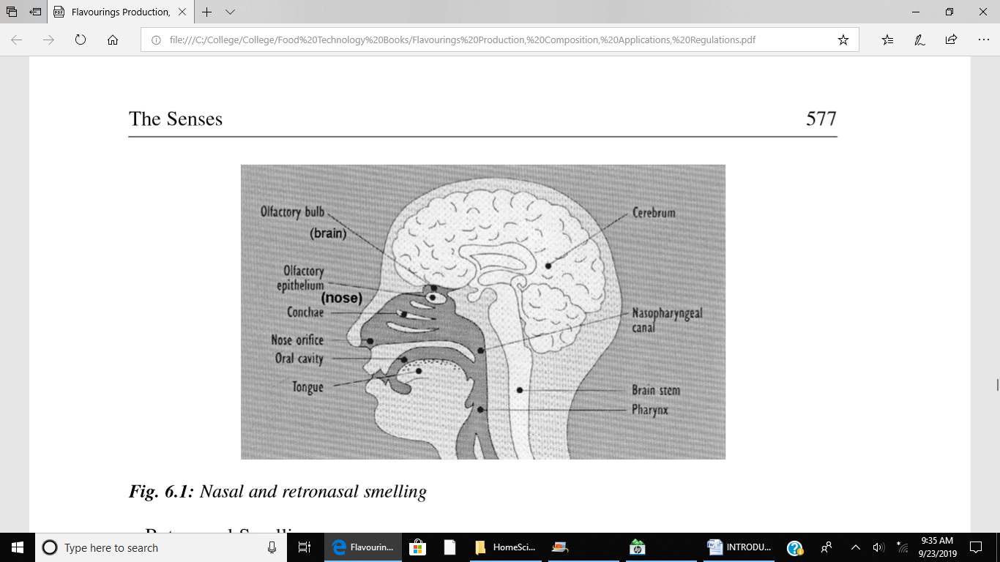 Flavourings Production,
file:///C:/College/College/Food%20Technology%20Books/Flavourings%20Production,%20Composition,%20Applications,%20Regulations.pdf
The Senses 577
Olfactory bulb
(brain)
Olfactory
epithelium
(nose)
Conchae
Nose orifice
Oral cavity
Tongue
Cerebrum
Nasopharyngeal
canal
Brain stem
Pharynx
Fig. 6.1: Nasal and retronasal smelling
Type here to search
Flavourin...
HomeSci...
INTRODU...
9:35 AM
9/23/2019